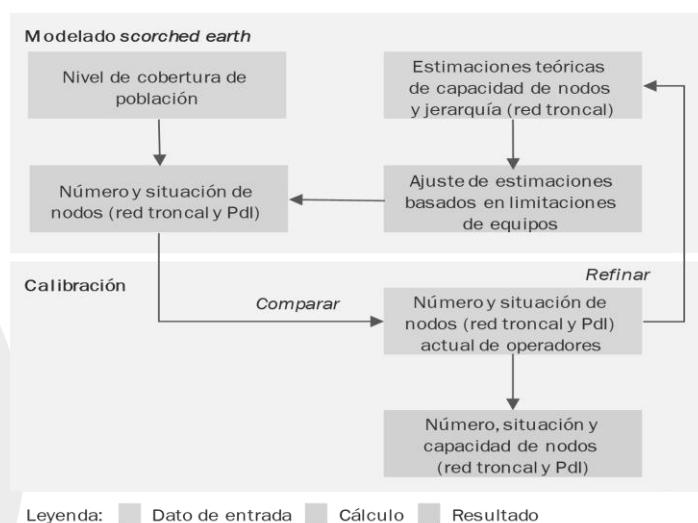 Modelado scorched earth
Nivel de cobertura de
población
Estimaciones teóricas
de capacidad de nodos
y jerarquía (red troncal)
Número y situación de
nodos (red troncal y PdI)
Ajuste de estimaciones
basados en limitaciones
de equipos
Calibración
Comparar
Refinar
Número y situación de
nodos (red troncal y PdI)
actual de operadores
Número, situación y
capacidad de nodos
(red troncal y PdI)
Leyenda: Dato de entrada Cálculo Resultado